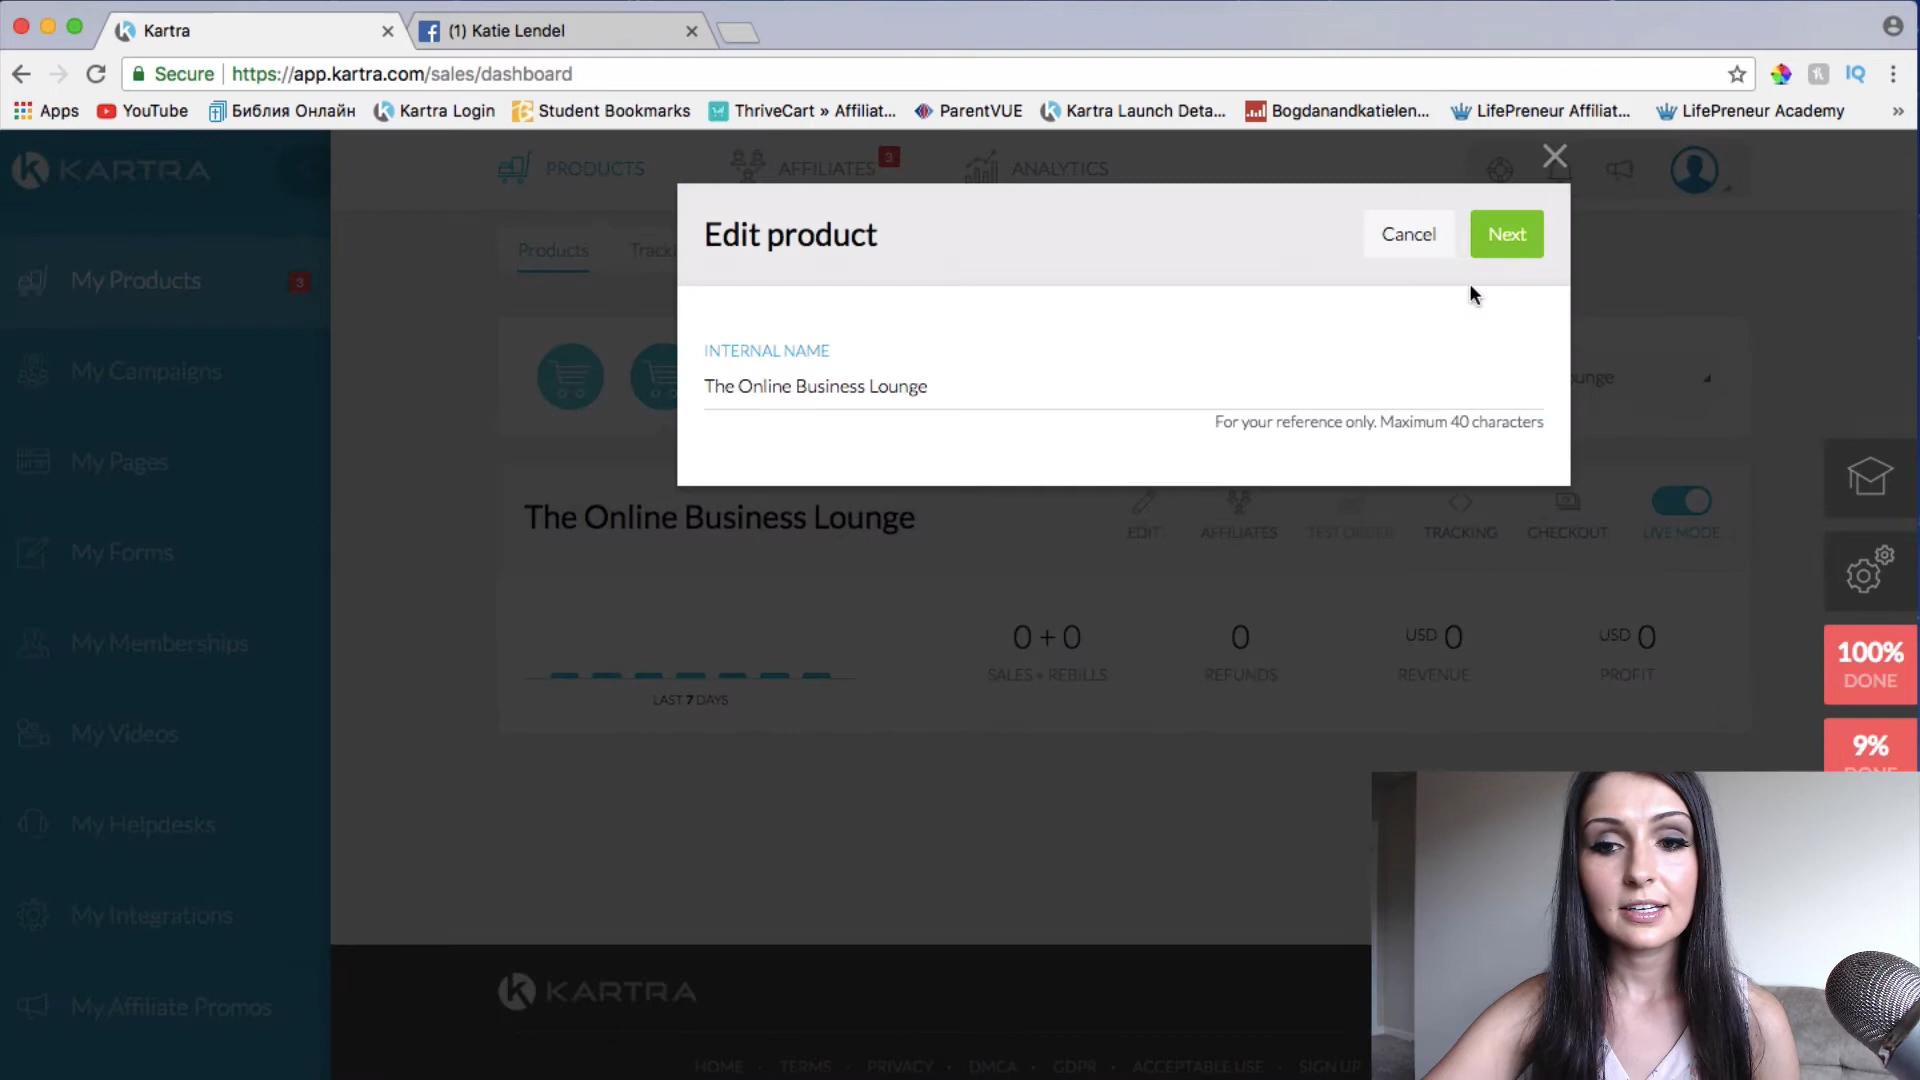 Kartra
(1) Katie Lendel
Secure https://app.kartra.com/sales/dashboard
Apps YouTube Библия Онлайн Kartra Login Student Bookmarks ThriveCart » Affiliat... ParentVUE Kartra Launch Deta... Bogdanandkatielen... LifePreneur Affiliat... LifePreneur Academy »
KARTRA
PRODUCTS AFFILIATES 3 ANALYTICS
Edit product Cancel Next
Products Tracki
My Products 3
INTERNAL NAME
The Online Business Lounge
ounge
For your reference only. Maximum 40 characters
My Campaigns
My Pages
The Online Business Lounge
EDIT AFFILIATES TEST ORDER TRACKING CHECKOUT LIVE MODE
My Forms
My Memberships
0 + 0 0 USD 0 USD 0
SALES + REBILLS REFUNDS REVENUE PROFIT
LAST 7 DAYS
100%
DONE
My Videos
9%
DONE
My Helpdesks
My Integrations
My Affiliate Promos
KARTRA
HOME · TERMS · PRIVACY · DMCA · GDPR · ACCEPTABLE USE · SIGN UP
IQ